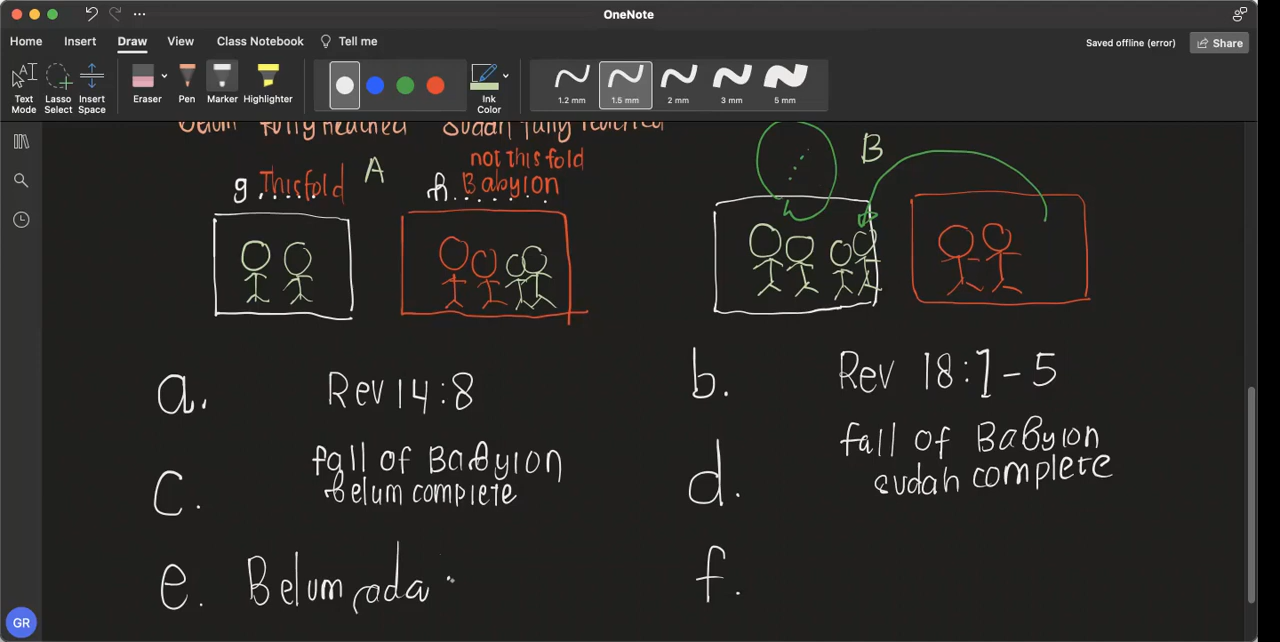 OneNote
Home Insert Draw View Class Notebook Tell me
Saved offline (error) Share
Text Mode
Lasso Select
Insert Space
Eraser
Pen
Marker
Highlighter
Ink Color
1.2 mm
1.5 mm
2 mm
3 mm
5 mm
Belum fully reached
Sudah fully reached
not this fold
g. This fold
A
h. Babylon
B
a. Rev 14:8
b. Rev 18:1-5
fall of Babylon
belum complete
fall of Babylon
sudah complete
c.
d.
e. Belum ada
f.
GR